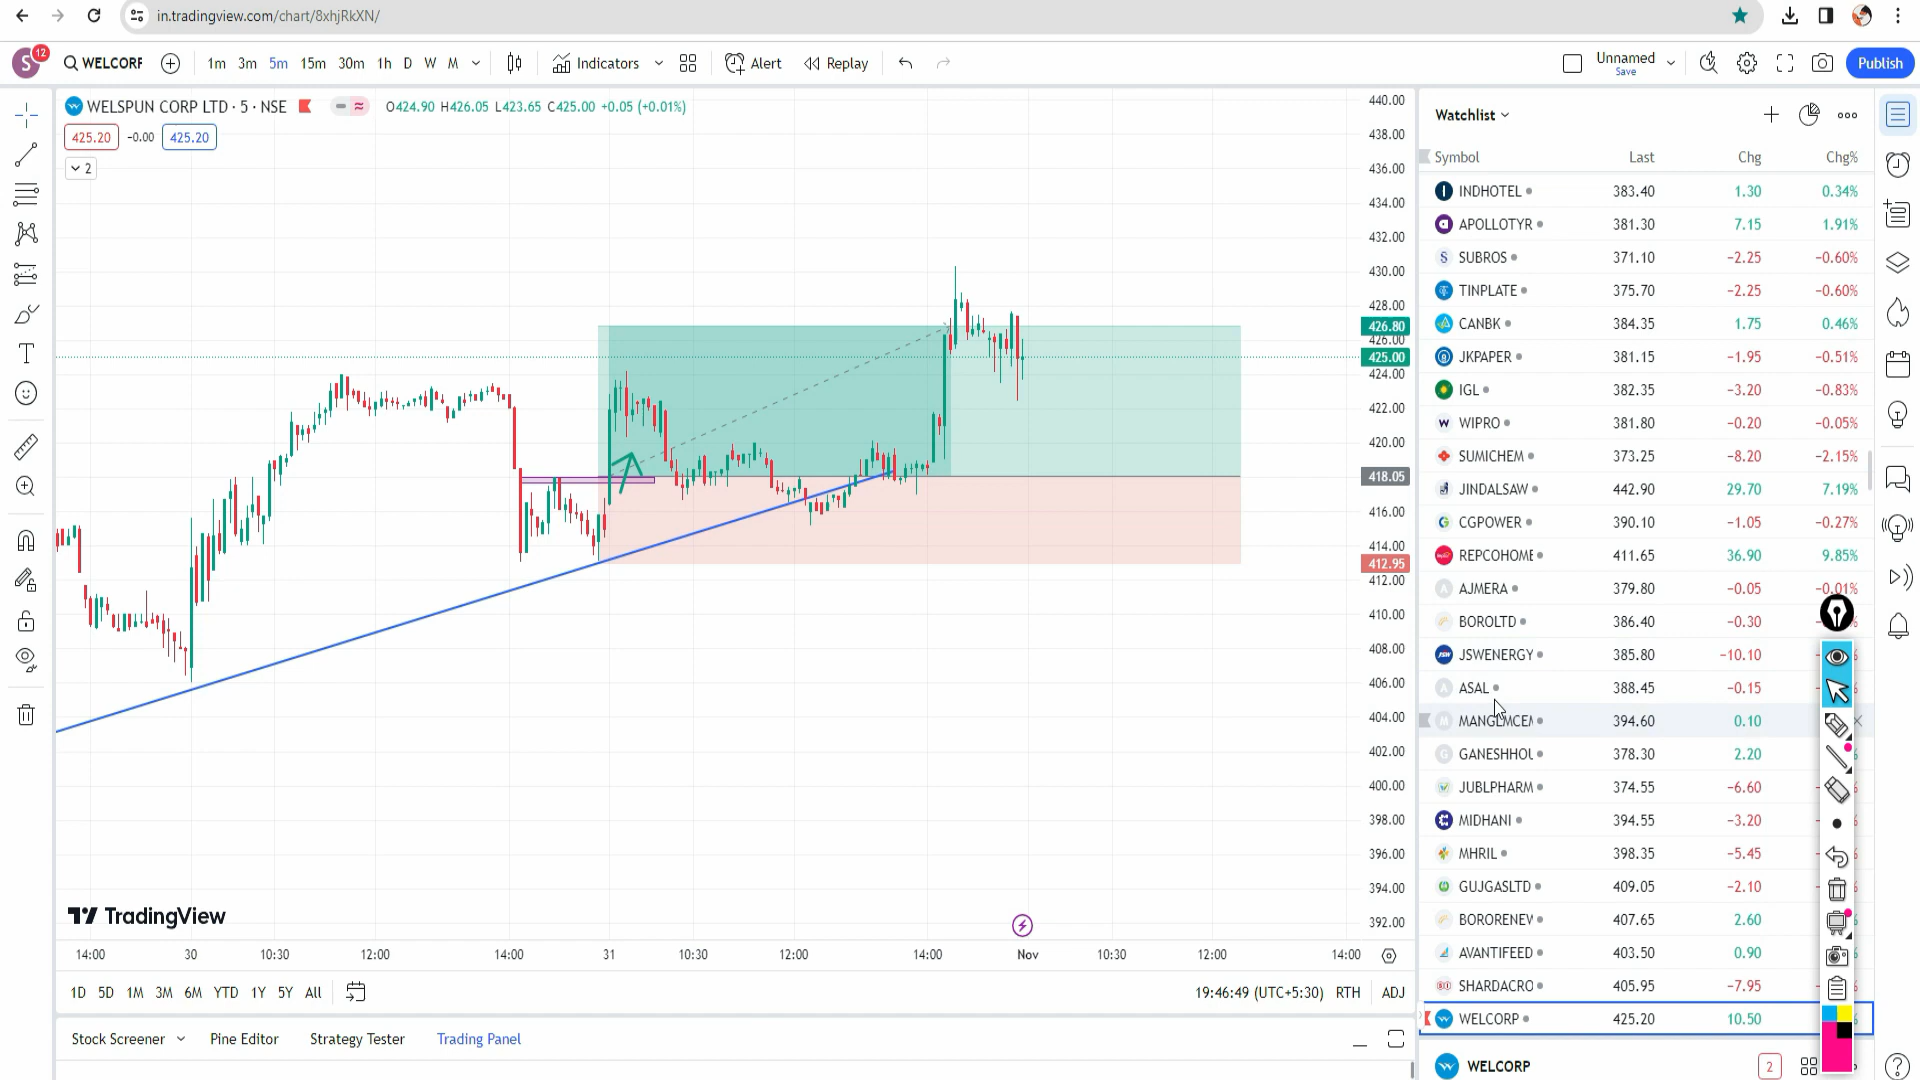 in.tradingview.com/chart/8xhjRkXN/
S 12 WELCORP 1m 3m 5m 15m 30m 1h D W M Indicators Alert Replay Unnamed Save Publish
WELSPUN CORP LTD · 5 · NSE O424.90 H426.05 L423.65 C425.00 +0.05 (+0.01%)
425.20 −0.00 425.20
2
440.00
438.00
436.00
434.00
432.00
430.00
428.00
426.80
426.00
425.00
424.00
422.00
420.00
418.05
416.00
414.00
412.95
412.00
410.00
408.00
406.00
404.00
402.00
400.00
398.00
396.00
394.00
392.00
TradingView
14:00 30 10:30 12:00 14:00 31 10:30 12:00 14:00 Nov 10:30 12:00 14:00
1D 5D 1M 3M 6M YTD 1Y 5Y All 19:46:49 (UTC+5:30) RTH ADJ
Stock Screener Pine Editor Strategy Tester Trading Panel
Watchlist
Symbol Last Chg Chg%
INDHOTEL 383.40 1.30 0.34%
APOLLOTYR 381.30 7.15 1.91%
SUBROS 371.10 −2.25 −0.60%
TINPLATE 375.70 −2.25 −0.60%
CANBK 384.35 1.75 0.46%
JKPAPER 381.15 −1.95 −0.51%
IGL 382.35 −3.20 −0.83%
WIPRO 381.80 −0.20 −0.05%
SUMICHEM 373.25 −8.20 −2.15%
JINDALSAW 442.90 29.70 7.19%
CGPOWER 390.10 −1.05 −0.27%
REPCOHOME 411.65 36.90 9.85%
AJMERA 379.80 −0.05 −0.01%
BOROLTD 386.40 −0.30
JSWENERGY 385.80 −10.10
ASAL 388.45 −0.15
MANGLMCEM 394.60 0.10
GANESHHOU 378.30 2.20
JUBLPHARM 374.55 −6.60
MIDHANI 394.55 −3.20
MHRIL 398.35 −5.45
GUJGASLTD 409.05 −2.10
BORORENEW 407.65 2.60
AVANTIFEED 403.50 0.90
SHARDACRO 405.95 −7.95
WELCORP 425.20 10.50
WELCORP 2